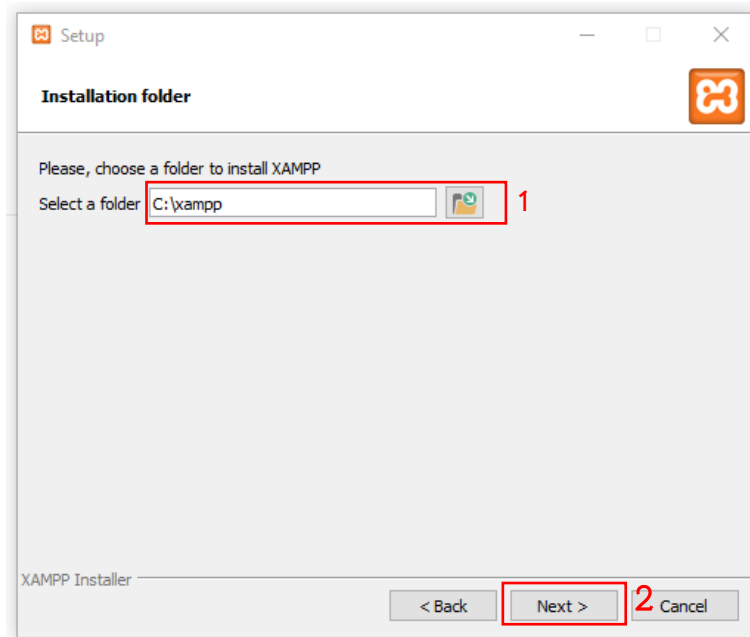 Setup
Installation folder
Please, choose a folder to install XAMPP
Select a folder C:\xampp 1
XAMPP Installer
< Back Next > 2 Cancel